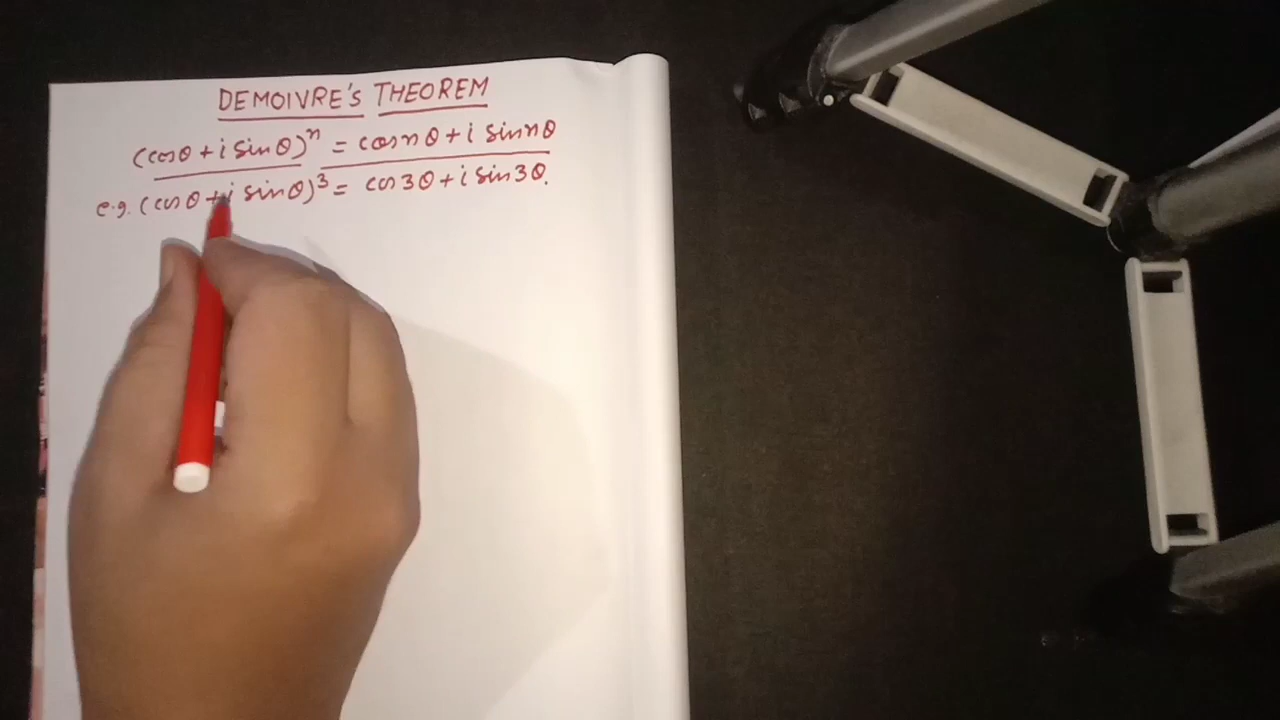 DEMOIVRE'S THEOREM
(cosθ + i sinθ)ⁿ = cosnθ + i sinnθ
e.g. (cosθ + i sinθ)³ = cos3θ + i sin3θ.